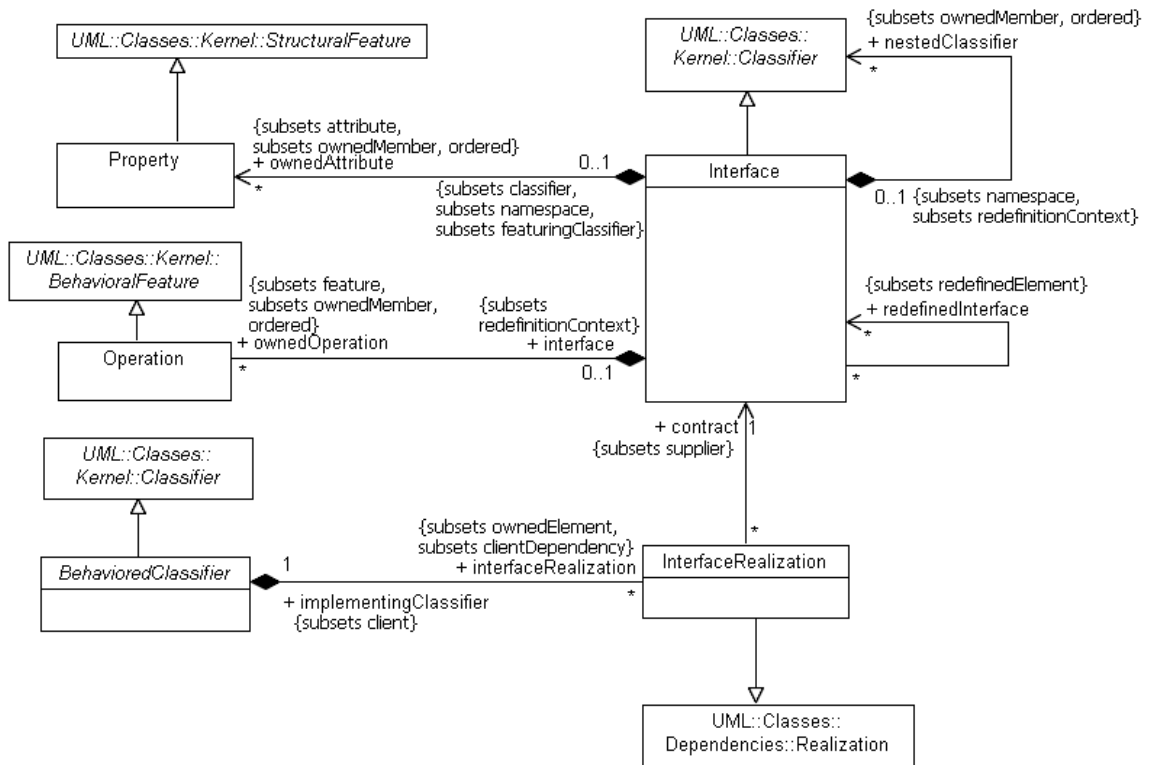 UML::Classes::Kernel::StructuralFeature
UML::Classes::
Kernel::Classifier
{subsets ownedMember, ordered}
+ nestedClassifier
*
{subsets attribute,
subsets ownedMember, ordered}
+ ownedAttribute
*
0..1
Property
Interface
{subsets classifier,
subsets namespace,
subsets featuringClassifier}
0..1
{subsets namespace,
subsets redefinitionContext}
UML::Classes::Kernel::
BehavioralFeature
{subsets feature,
subsets ownedMember,
ordered}
+ ownedOperation
*
{subsets
redefinitionContext}
+ interface
0..1
{subsets redefinedElement}
+ redefinedInterface
*
*
Operation
+ contract 1
{subsets supplier}
*
UML::Classes::
Kernel::Classifier
{subsets ownedElement,
subsets clientDependency}
+ interfaceRealization
*
BehavioredClassifier
1
+ implementingClassifier
{subsets client}
InterfaceRealization
UML::Classes::
Dependencies::Realization